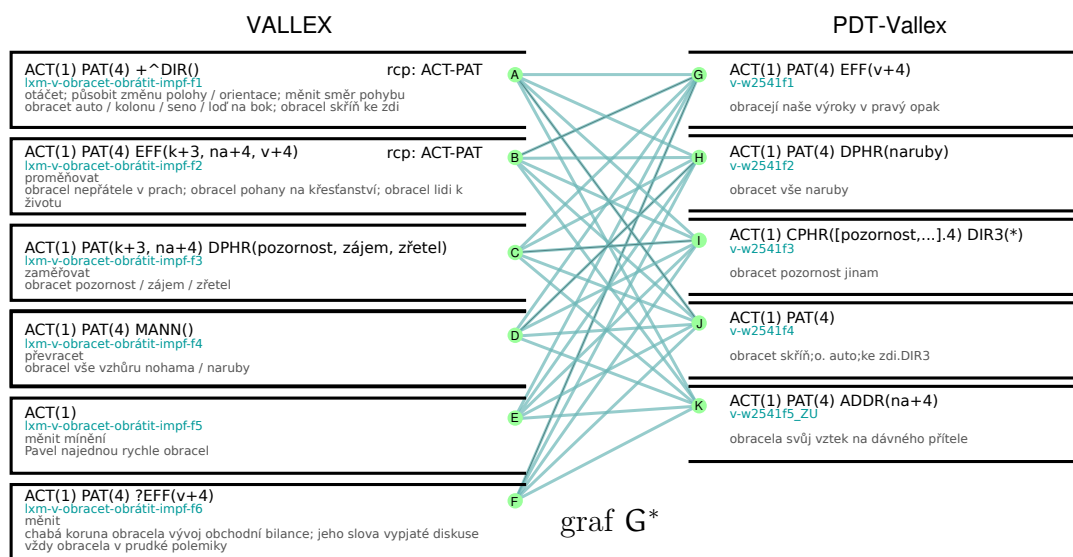 VALLEX
ACT(1) PAT(4) +^DIR() rcp: ACT-PAT
lxm-v-obracet-obrátit-impf-f1
otáčet; působit změnu polohy / orientace; měnit směr pohybu
obracet auto / kolonu / seno / loď na bok; obracel skříň ke zdi
ACT(1) PAT(4) EFF(k+3, na+4, v+4) rcp: ACT-PAT
lxm-v-obracet-obrátit-impf-f2
proměňovat
obracel nepřátele v prach; obracel pohany na křesťanství; obracel lidi k
životu
ACT(1) PAT(k+3, na+4) DPHR(pozornost, zájem, zřetel)
lxm-v-obracet-obrátit-impf-f3
zaměřovat
obracet pozornost / zájem / zřetel
ACT(1) PAT(4) MANN()
lxm-v-obracet-obrátit-impf-f4
převracet
obracel vše vzhůru nohama / naruby
ACT(1)
lxm-v-obracet-obrátit-impf-f5
měnit mínění
Pavel najednou rychle obracel
ACT(1) PAT(4) ?EFF(v+4)
lxm-v-obracet-obrátit-impf-f6
měnit
chabá koruna obracela vývoj obchodní bilance; jeho slova vypjaté diskuse
vždy obracela v prudké polemiky
A
B
C
D
E
F
G
H
I
J
K
graf G*
PDT-Vallex
ACT(1) PAT(4) EFF(v+4)
v-w2541f1
obracejí naše výroky v pravý opak
ACT(1) PAT(4) DPHR(naruby)
v-w2541f2
obracet vše naruby
ACT(1) CPHR([pozornost,...].4) DIR3(*)
v-w2541f3
obracet pozornost jinam
ACT(1) PAT(4)
v-w2541f4
obracet skříň;o. auto;ke zdi.DIR3
ACT(1) PAT(4) ADDR(na+4)
v-w2541f5_ZU
obracela svůj vztek na dávného přítele